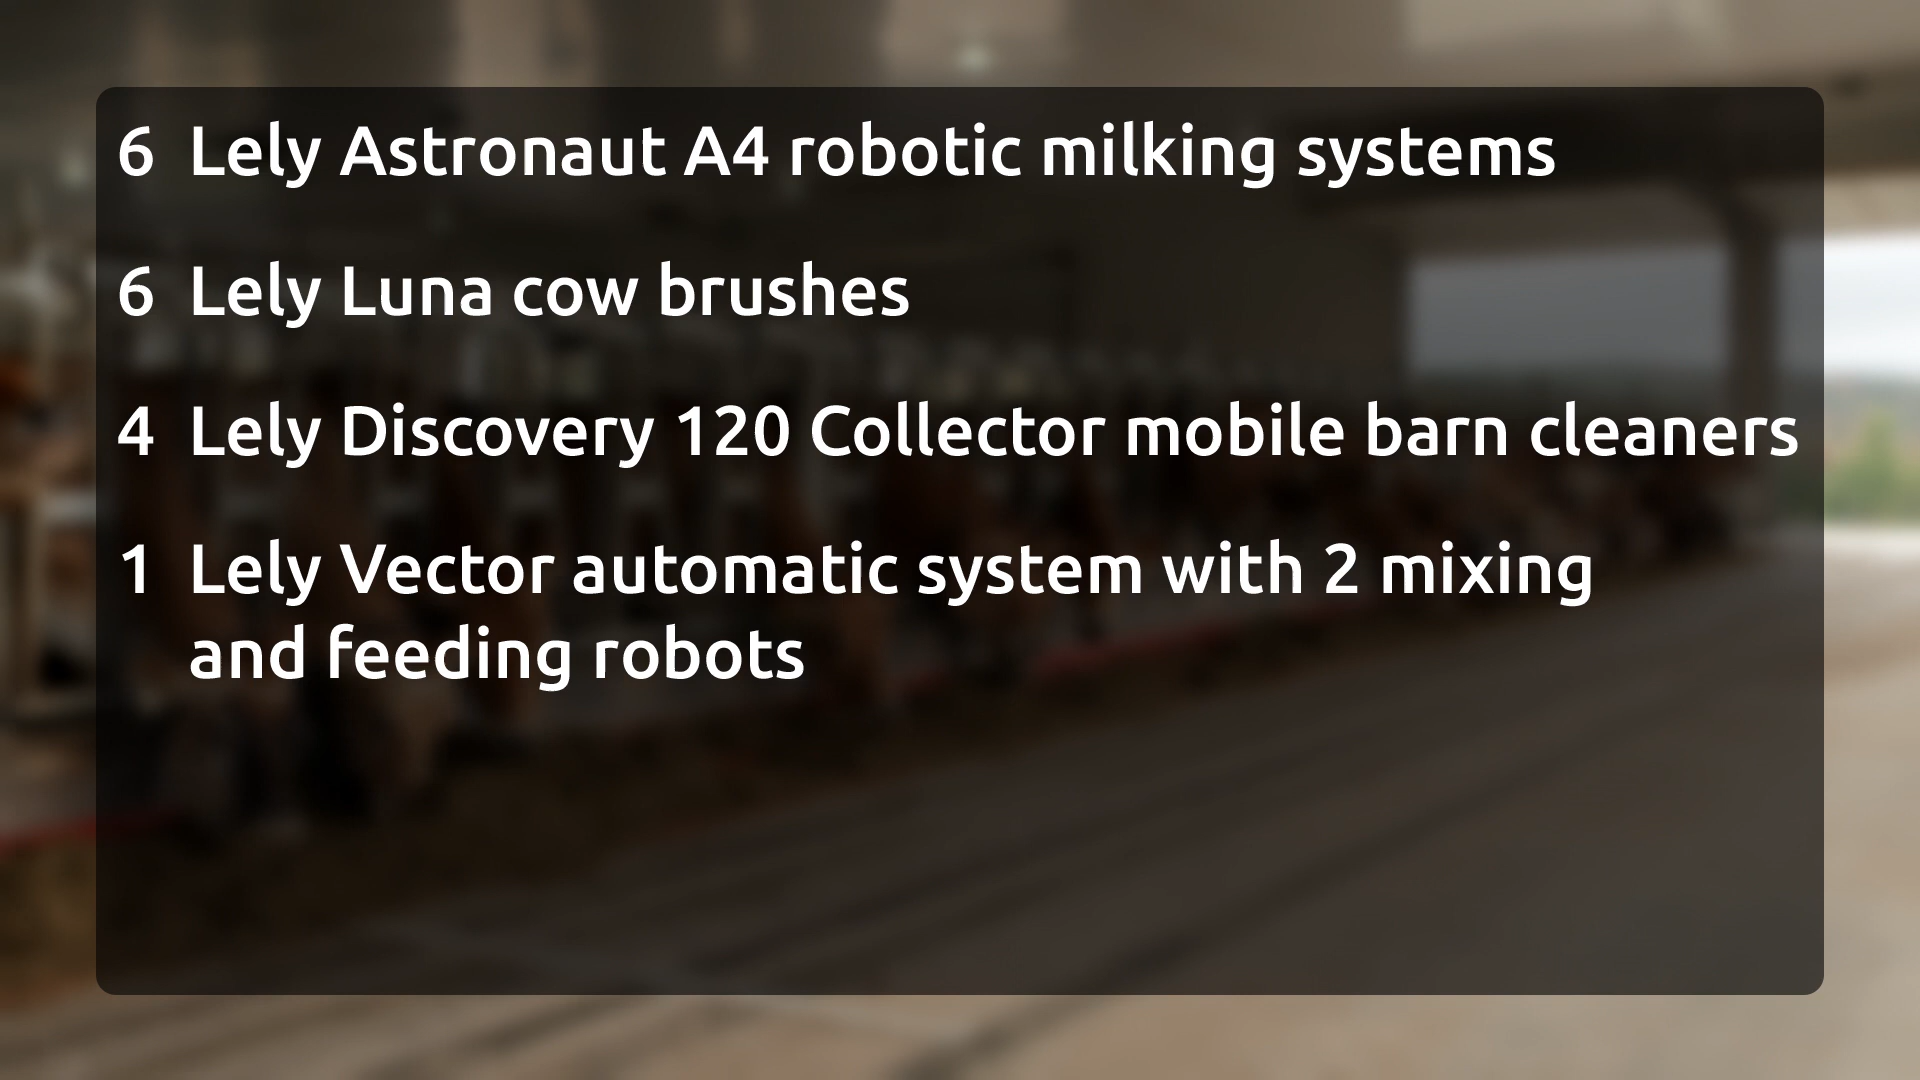 6 Lely Astronaut A4 robotic milking systems
6 Lely Luna cow brushes
4 Lely Discovery 120 Collector mobile barn cleaners
1 Lely Vector automatic system with 2 mixing
and feeding robots